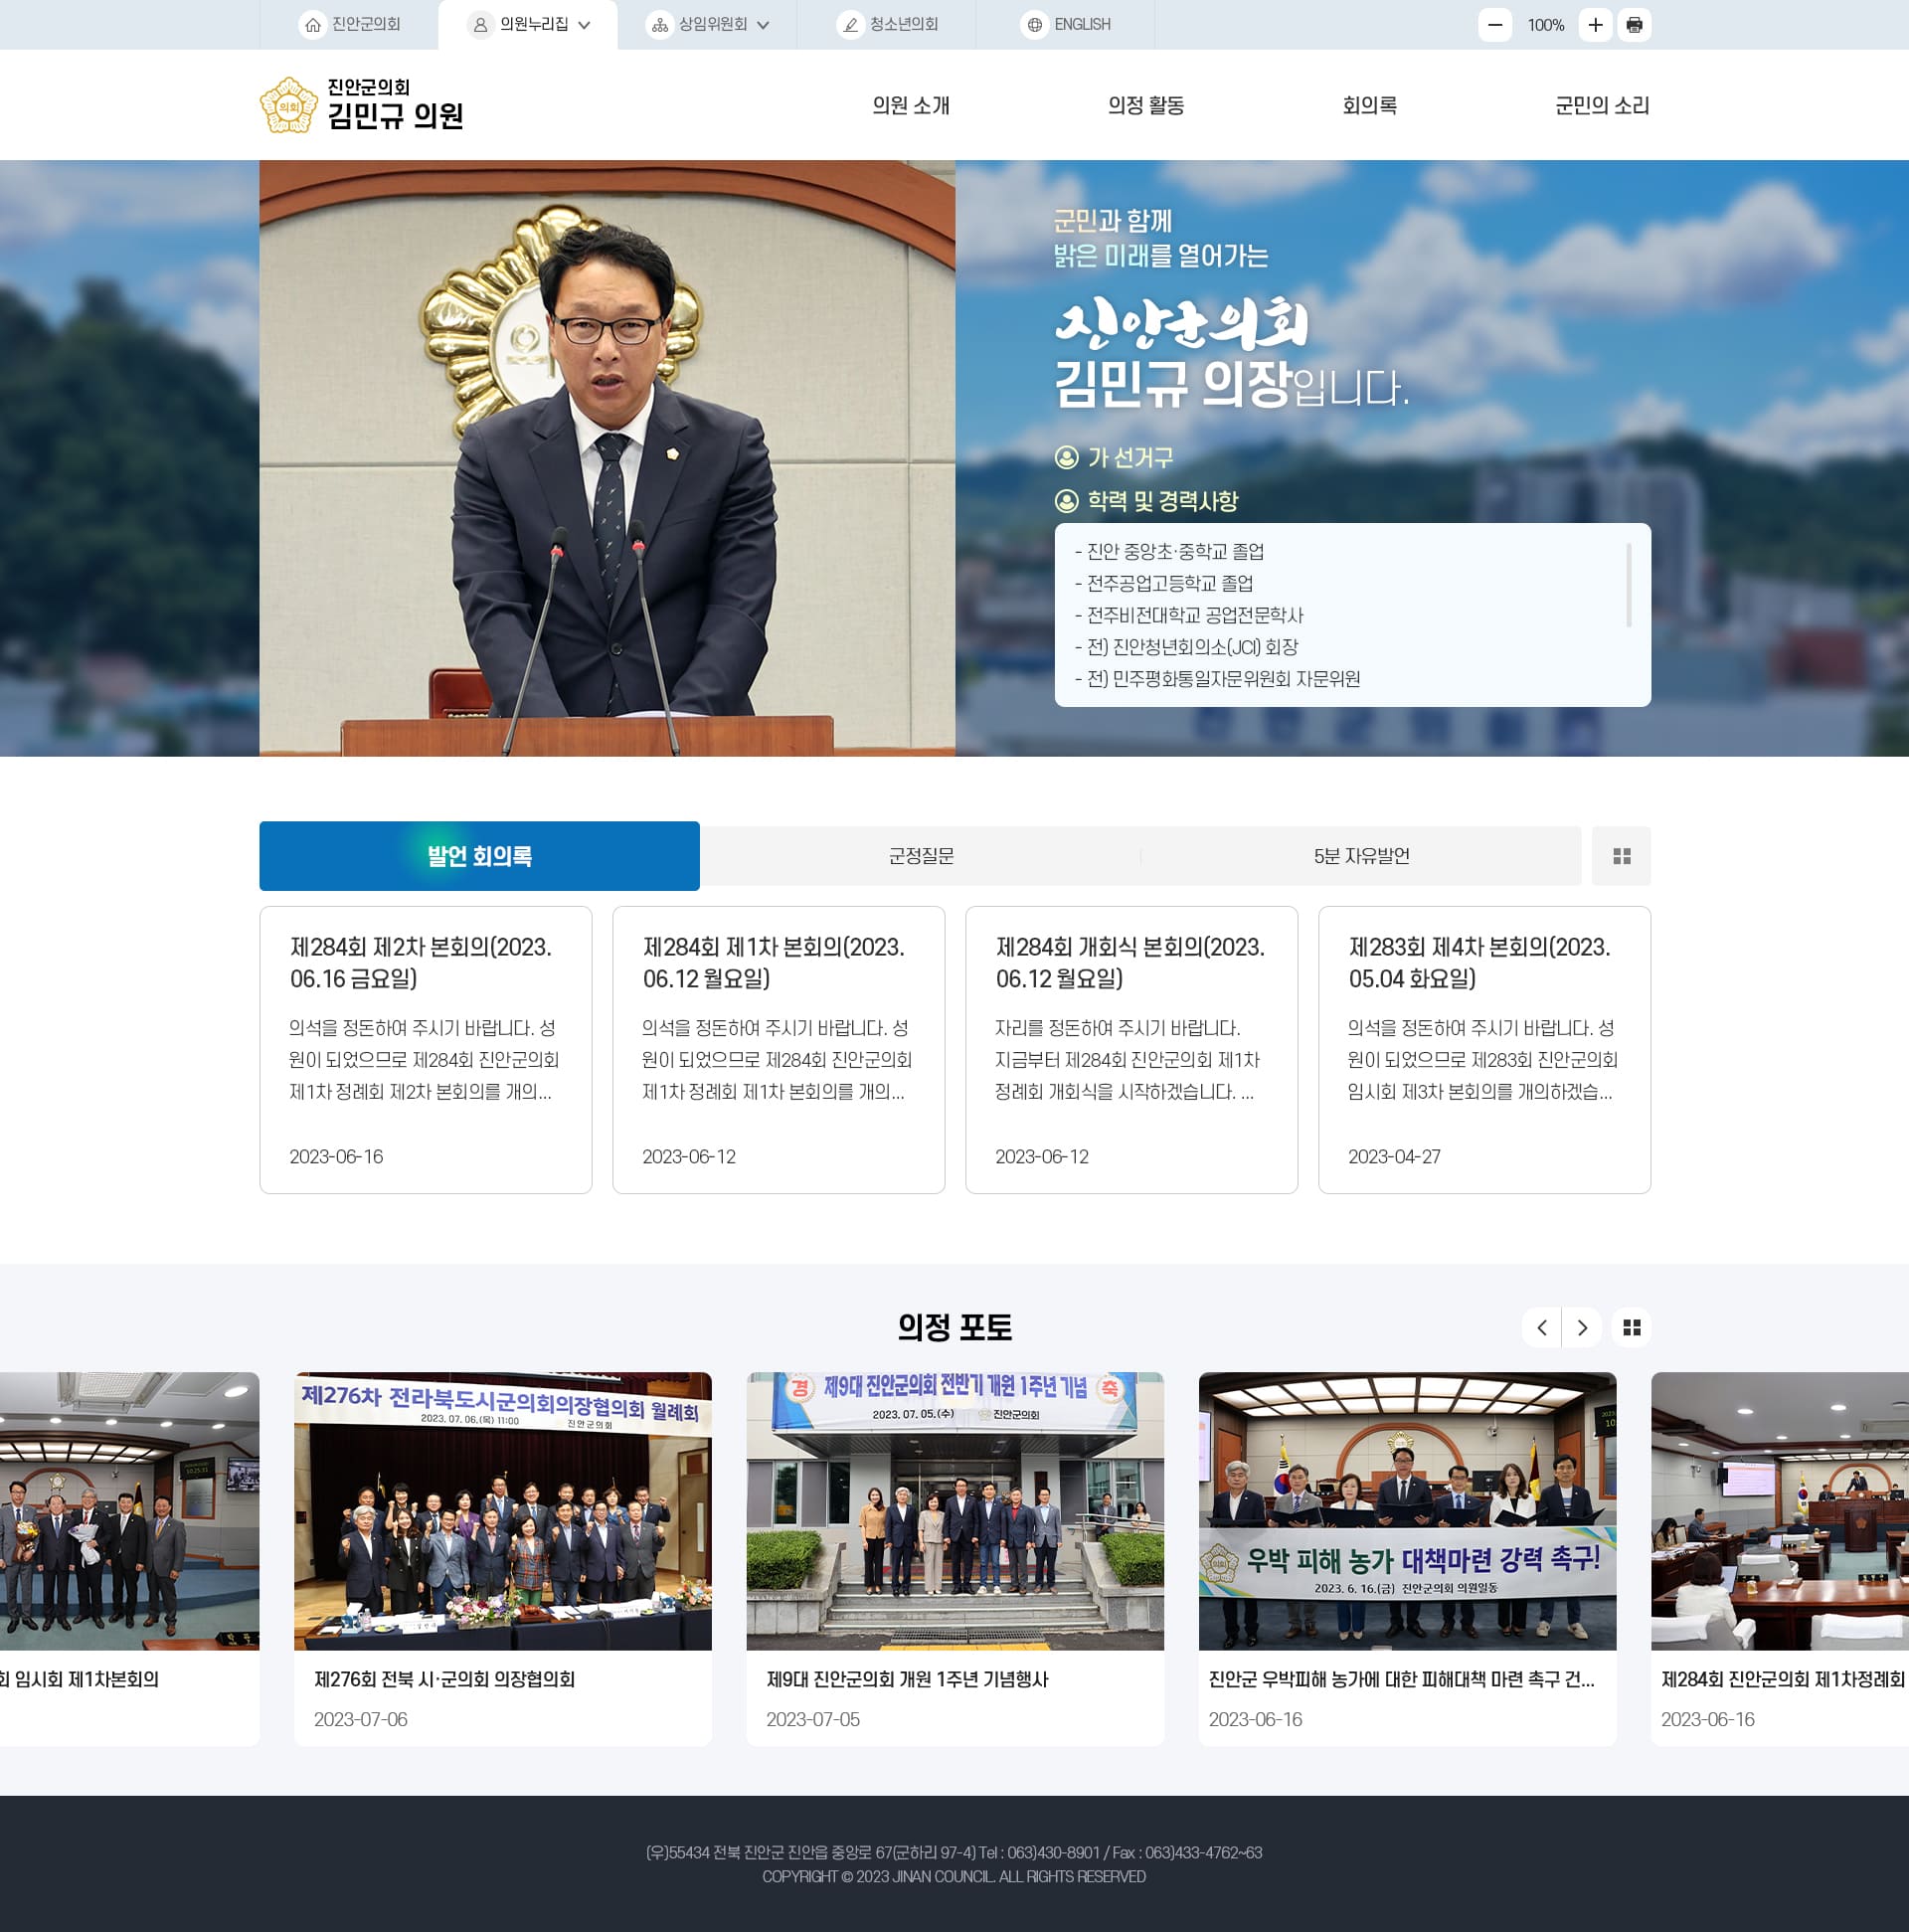 진안군의회
의원누리집
상임위원회
청소년의회
ENGLISH
100%
의회
진안군의회
김민규 의원
의원 소개
의정 활동
회의록
군민의 소리
군민과 함께
밝은 미래를 열어가는
진안군의회
김민규 의장입니다.
가 선거구
학력 및 경력사항
- 진안 중앙초·중학교 졸업
- 전주공업고등학교 졸업
- 전주비전대학교 공업전문학사
- 전) 진안청년회의소(JCI) 회장
- 전) 민주평화통일자문위원회 자문위원
진안군의회
발언 회의록
군정질문
5분 자유발언
제284회 제2차 본회의(2023.
06.16 금요일)
의석을 정돈하여 주시기 바랍니다. 성
원이 되었으므로 제284회 진안군의회
제1차 정례회 제2차 본회의를 개의...
2023-06-16
제284회 제1차 본회의(2023.
06.12 월요일)
의석을 정돈하여 주시기 바랍니다. 성
원이 되었으므로 제284회 진안군의회
제1차 정례회 제1차 본회의를 개의...
2023-06-12
제284회 개회식 본회의(2023.
06.12 월요일)
자리를 정돈하여 주시기 바랍니다.
지금부터 제284회 진안군의회 제1차
정례회 개회식을 시작하겠습니다. ...
2023-06-12
제283회 제4차 본회의(2023.
05.04 화요일)
의석을 정돈하여 주시기 바랍니다. 성
원이 되었으므로 제283회 진안군의회
임시회 제3차 본회의를 개의하겠습...
2023-04-27
의정 포토
회 임시회 제1차본회의
제276차 전라북도시군의회의장협의회 월례회
2023. 07. 06.(목) 11:00 진안군의회
제276회 전북 시·군의회 의장협의회
2023-07-06
경 제9대 진안군의회 전반기 개원 1주년 기념 축
2023. 07. 05.(수) 진안군의회
제9대 진안군의회 개원 1주년 기념행사
2023-07-05
의회 우박 피해 농가 대책마련 강력 촉구!
2023. 6. 16.(금) 진안군의회 의원일동
진안군 우박피해 농가에 대한 피해대책 마련 촉구 건...
2023-06-16
제284회 진안군의회 제1차정례회
2023-06-16
(우)55434 전북 진안군 진안읍 중앙로 67(군하리 97-4) Tel : 063)430-8901 / Fax : 063)433-4762~63
COPYRIGHT © 2023 JINAN COUNCIL. ALL RIGHTS RESERVED